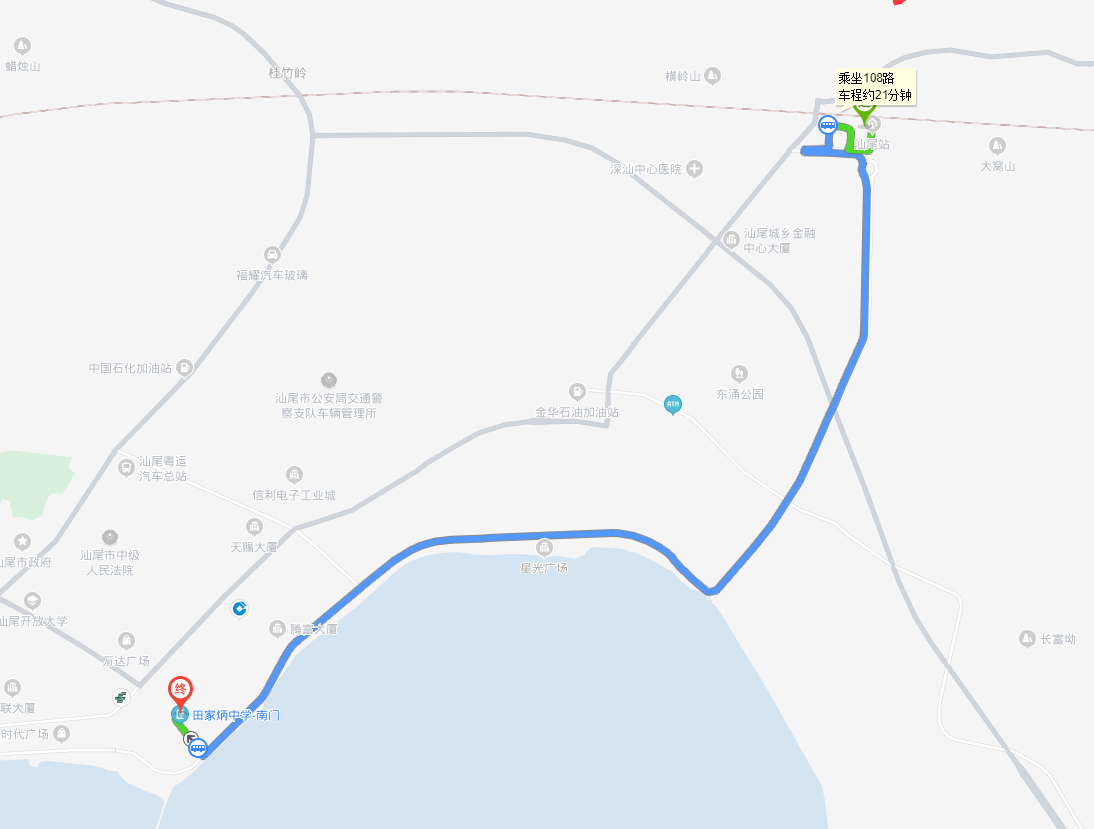 蜡烛山
桂竹岭
横岭山
乘坐108路
车程约21分钟
汕尾站
大窝山
深汕中心医院
汕尾城乡金融
中心大厦
福耀汽车玻璃
中国石化加油站
汕尾市公安局交通警
察支队车辆管理所
金华石油加油站
ATM
东涌公园
汕尾粤运
汽车总站
信利电子工业城
天赐大厦
汕尾市中级
人民法院
尾市政府
星光广场
汕尾开放大学
腾富大厦
万达广场
长富坳
终
田家炳中学-南门
联大厦
时代广场